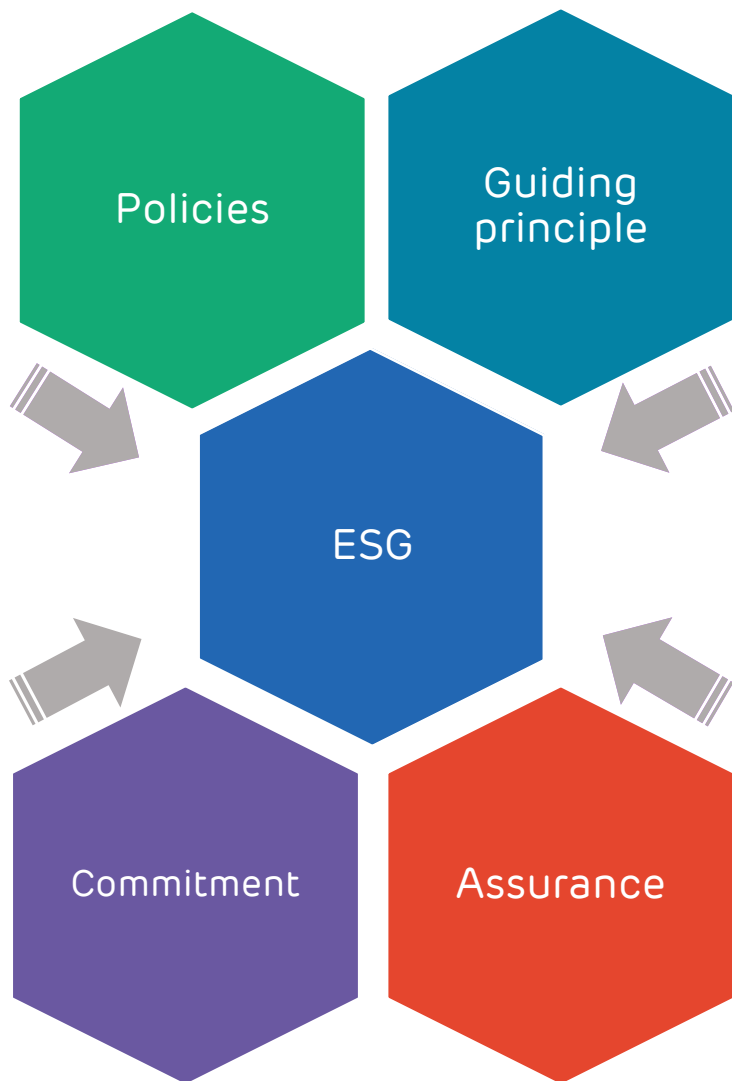 Policies
Guiding
principle
ESG
Commitment
Assurance